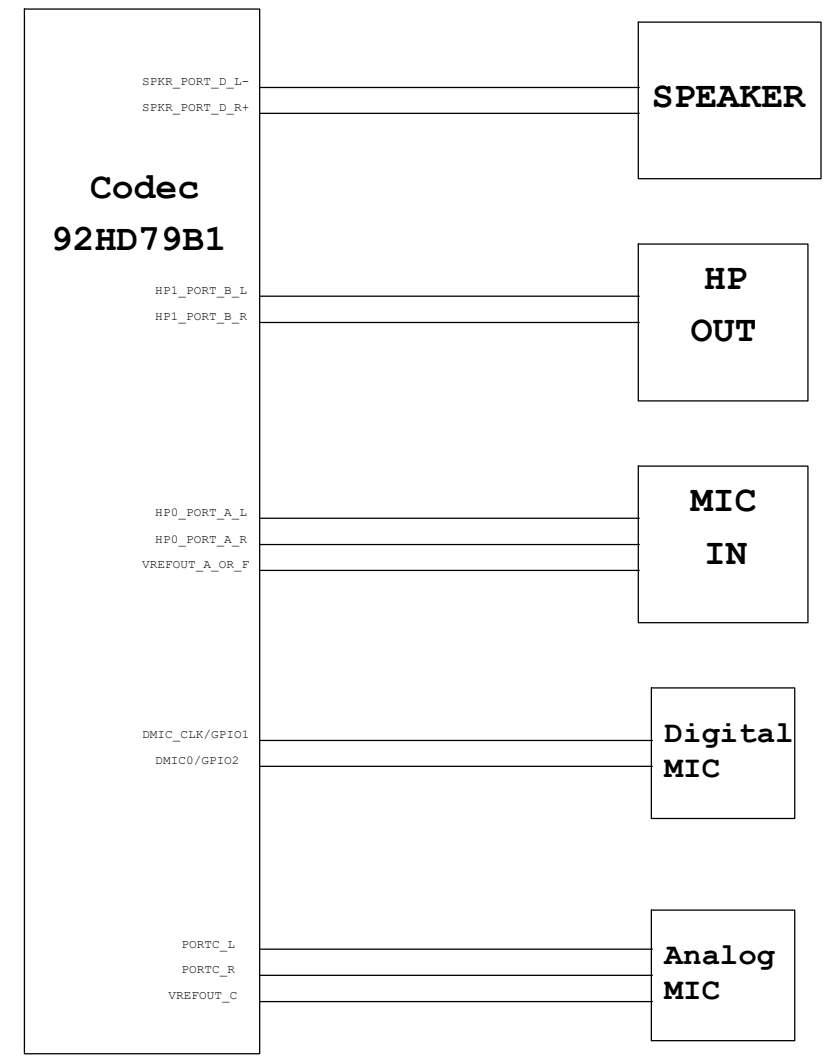 SPKR_PORT_D_L-
SPKR_PORT_D_R+
SPEAKER
Codec
92HD79B1
HP1_PORT_B_L
HP1_PORT_B_R
HP
OUT
HP0_PORT_A_L
HP0_PORT_A_R
VREFOUT_A_OR_F
MIC
IN
DMIC_CLK/GPIO1
DMIC0/GPIO2
Digital
MIC
PORTC_L
PORTC_R
VREFOUT_C
Analog
MIC